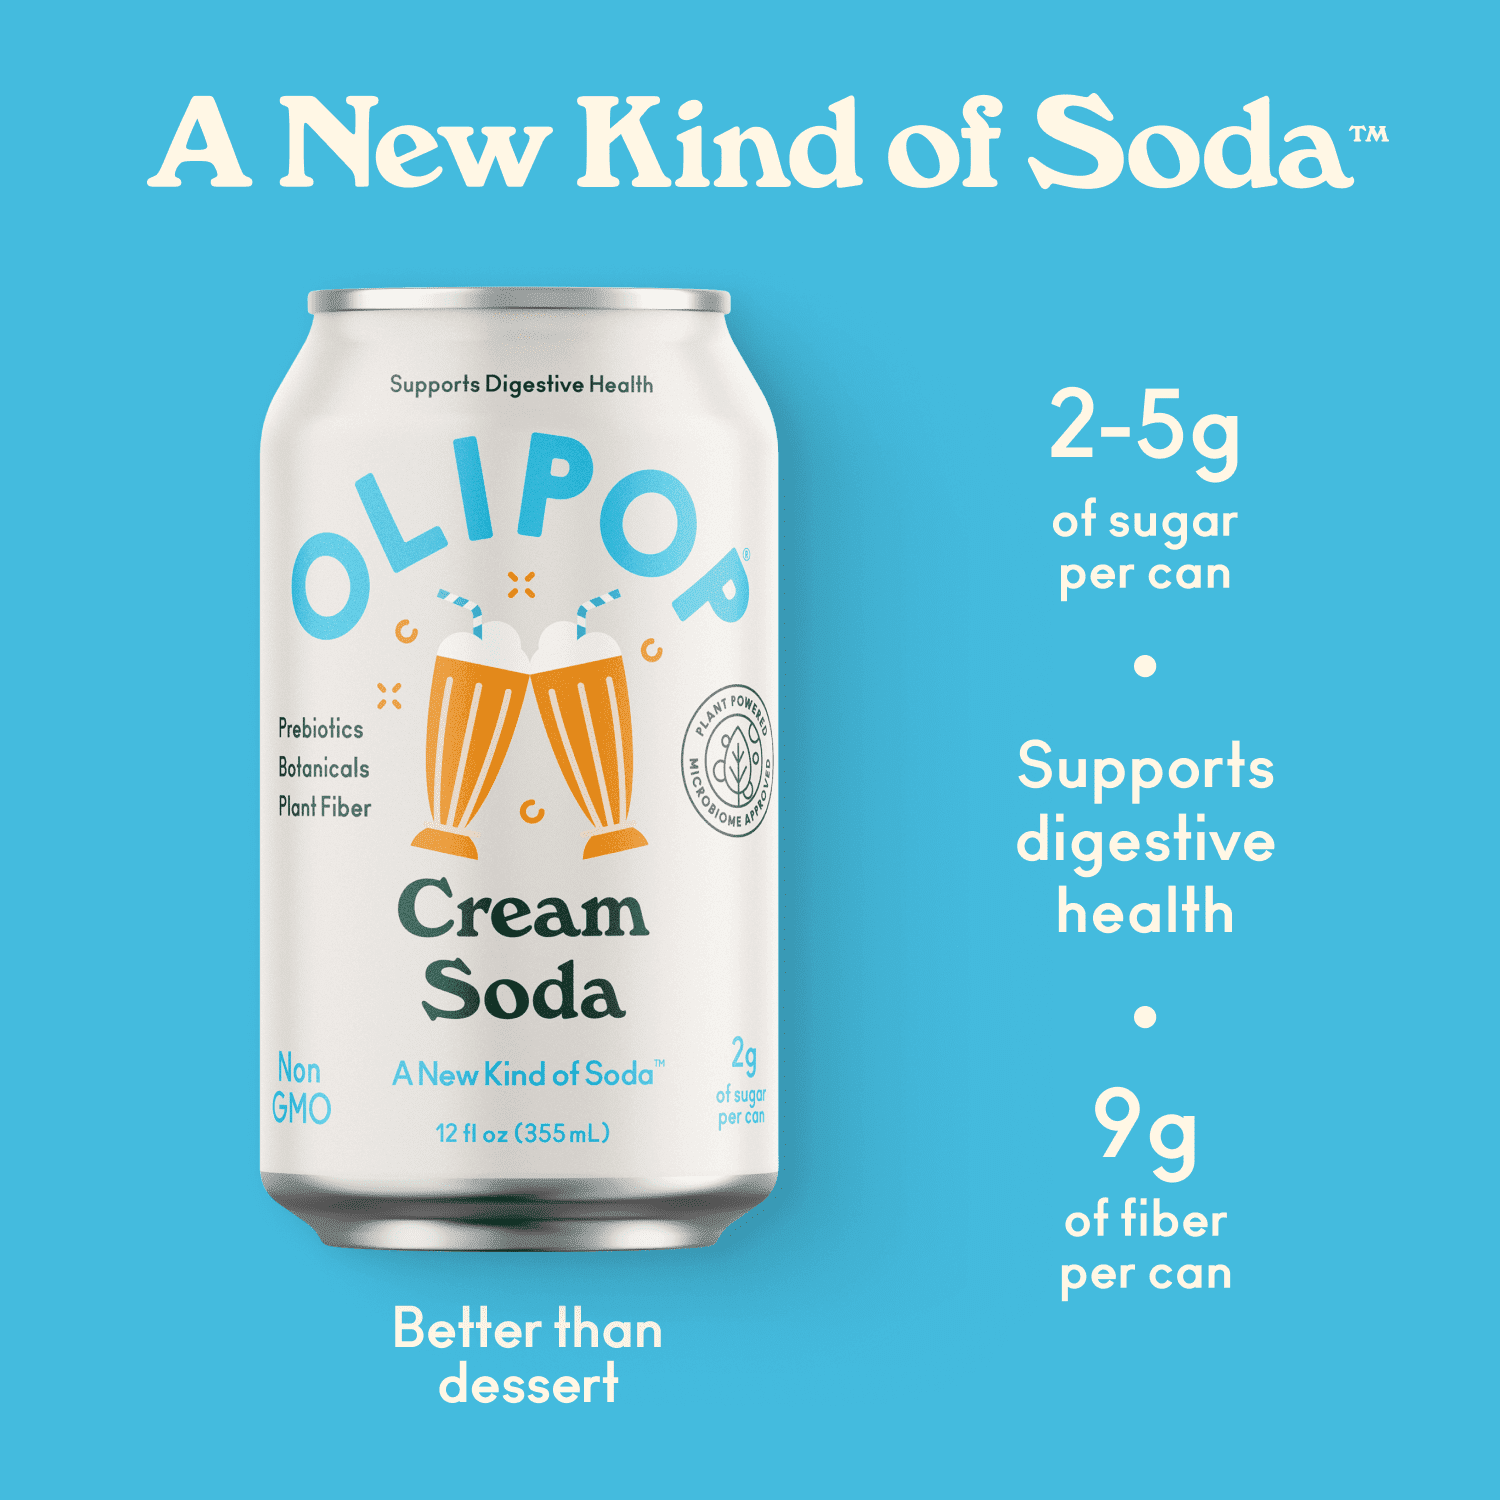 A New Kind of Soda™
Supports Digestive Health
OLIPOP®
Prebiotics
Botanicals
Plant Fiber
PLANT POWERED
MICROBIOME APPROVED
Cream
Soda
A New Kind of Soda™
12 fl oz (355mL)
Non
GMO
2g
of sugar
per can
Better than
dessert
2-5g
of sugar
per can
Supports
digestive
health
9g
of fiber
per can